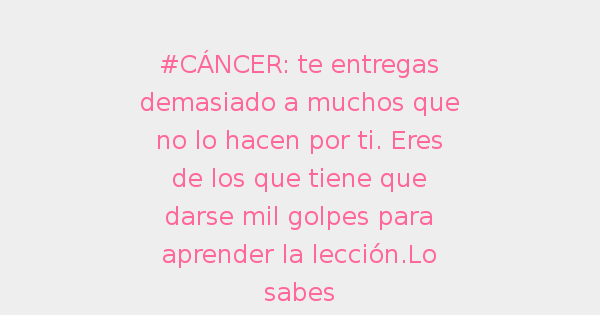 #CÁNCER: te entregas
demasiado a muchos que
no lo hacen por ti. Eres
de los que tiene que
darse mil golpes para
aprender la lección.Lo
sabes